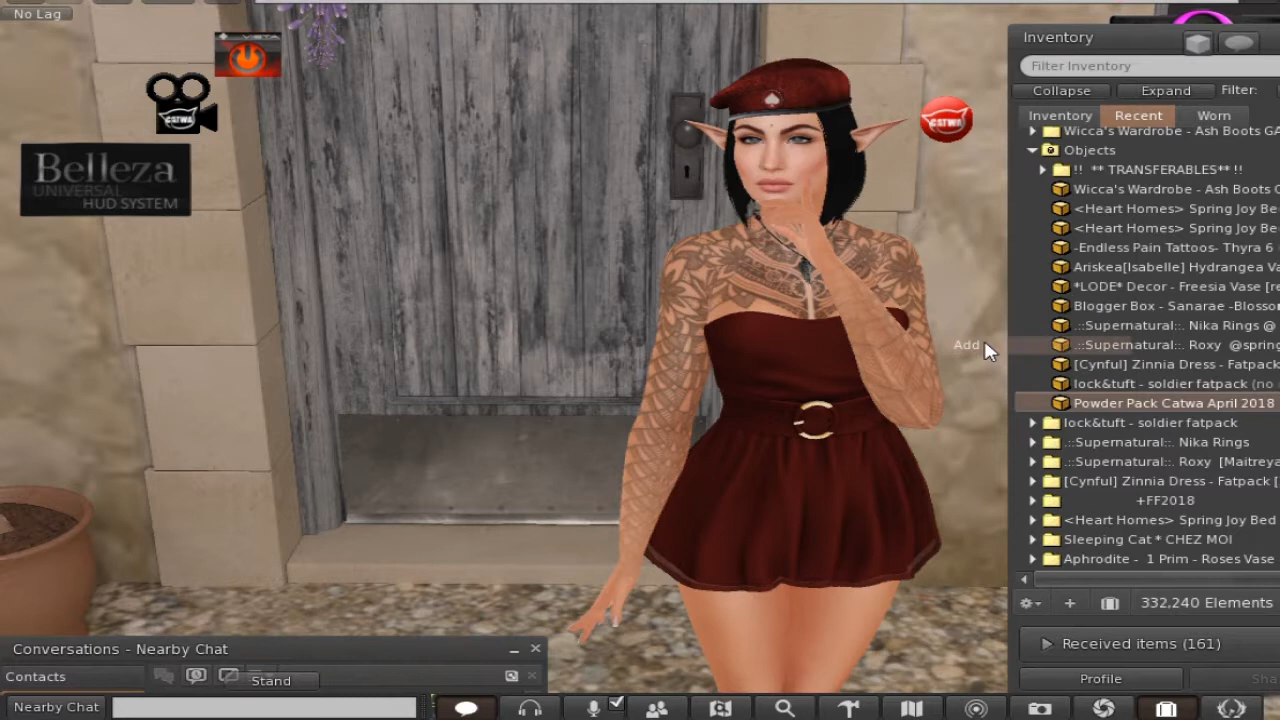 No Lag
VISTA
CATWA
Belleza
UNIVERSAL
HUD SYSTEM
CATWA
Add
Inventory
Filter Inventory
Collapse Expand Filter:
Inventory Recent Worn
Wicca's Wardrobe - Ash Boots GA
Objects
!! ** TRANSFERABLES** !!
Wicca's Wardrobe - Ash Boots
<Heart Homes> Spring Joy Be
<Heart Homes> Spring Joy Be
-Endless Pain Tattoos- Thyra 6
Ariskea[Isabelle] Hydrangea Va
*LODE* Decor - Freesia Vase [re
Blogger Box - Sanarae -Blossor
.::Supernatural::. Nika Rings @
.::Supernatural::. Roxy @spring
[Cynful] Zinnia Dress - Fatpack
lock&tuft - soldier fatpack (no
Powder Pack Catwa April 2018
lock&tuft - soldier fatpack
.::Supernatural::. Nika Rings
.::Supernatural::. Roxy [Maitreya
[Cynful] Zinnia Dress - Fatpack [
+FF2018
<Heart Homes> Spring Joy Bed
Sleeping Cat * CHEZ MOI
Aphrodite - 1 Prim - Roses Vase
332,240 Elements
Received items (161)
Profile Sha
Conversations - Nearby Chat
Contacts
Stand
Nearby Chat